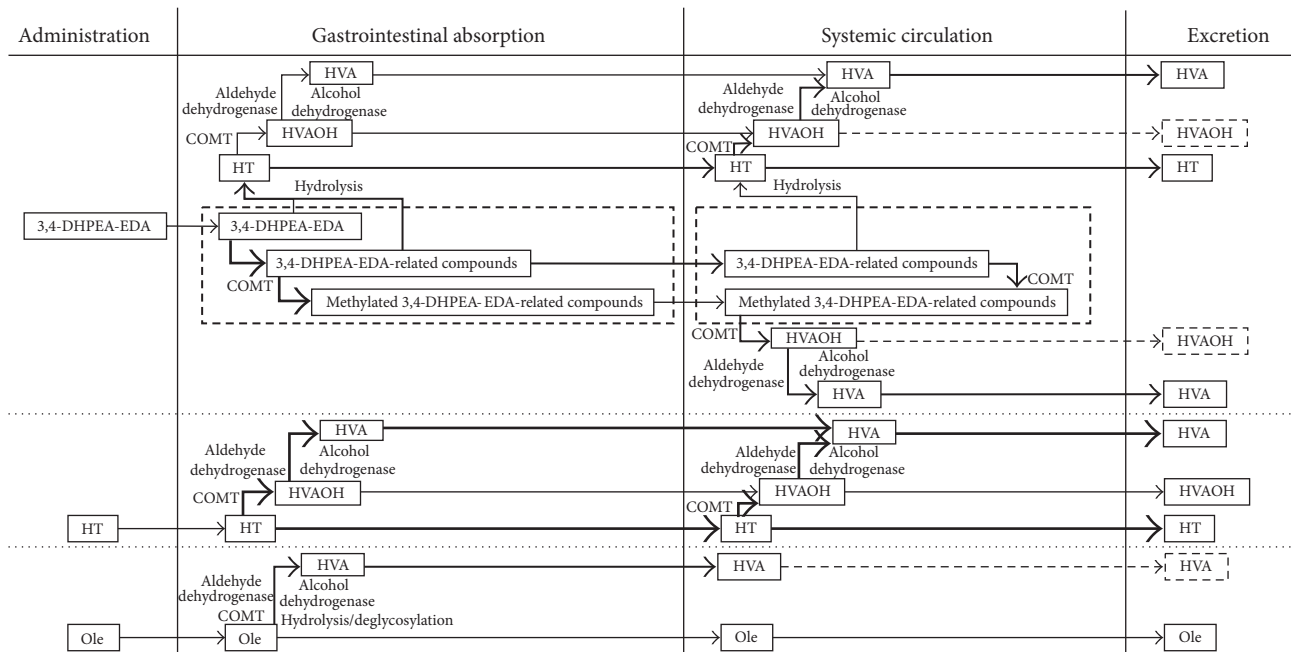 Administration
Gastrointestinal absorption
Systemic circulation
Excretion
HVA
HVA
HVA
Aldehyde
dehydrogenase
Alcohol
dehydrogenase
Aldehyde
dehydrogenase
Alcohol
dehydrogenase
COMT
HVAOH
COMT
HVAOH
HVAOH
HT
HT
HT
Hydrolysis
Hydrolysis
3,4-DHPEA-EDA
3,4-DHPEA-EDA
3,4-DHPEA-EDA-related compounds
3,4-DHPEA-EDA-related compounds
COMT
COMT
Methylated 3,4-DHPEA- EDA-related compounds
Methylated 3,4-DHPEA-EDA-related compounds
COMT
HVAOH
HVAOH
Aldehyde
dehydrogenase
Alcohol
dehydrogenase
HVA
HVA
HVA
HVA
HVA
Aldehyde
dehydrogenase
Alcohol
dehydrogenase
Aldehyde
dehydrogenase
Alcohol
dehydrogenase
COMT
HVAOH
COMT
HVAOH
HVAOH
HT
HT
HT
HT
HVA
HVA
HVA
Aldehyde
dehydrogenase
Alcohol
dehydrogenase
COMT
Hydrolysis/deglycosylation
Ole
Ole
Ole
Ole